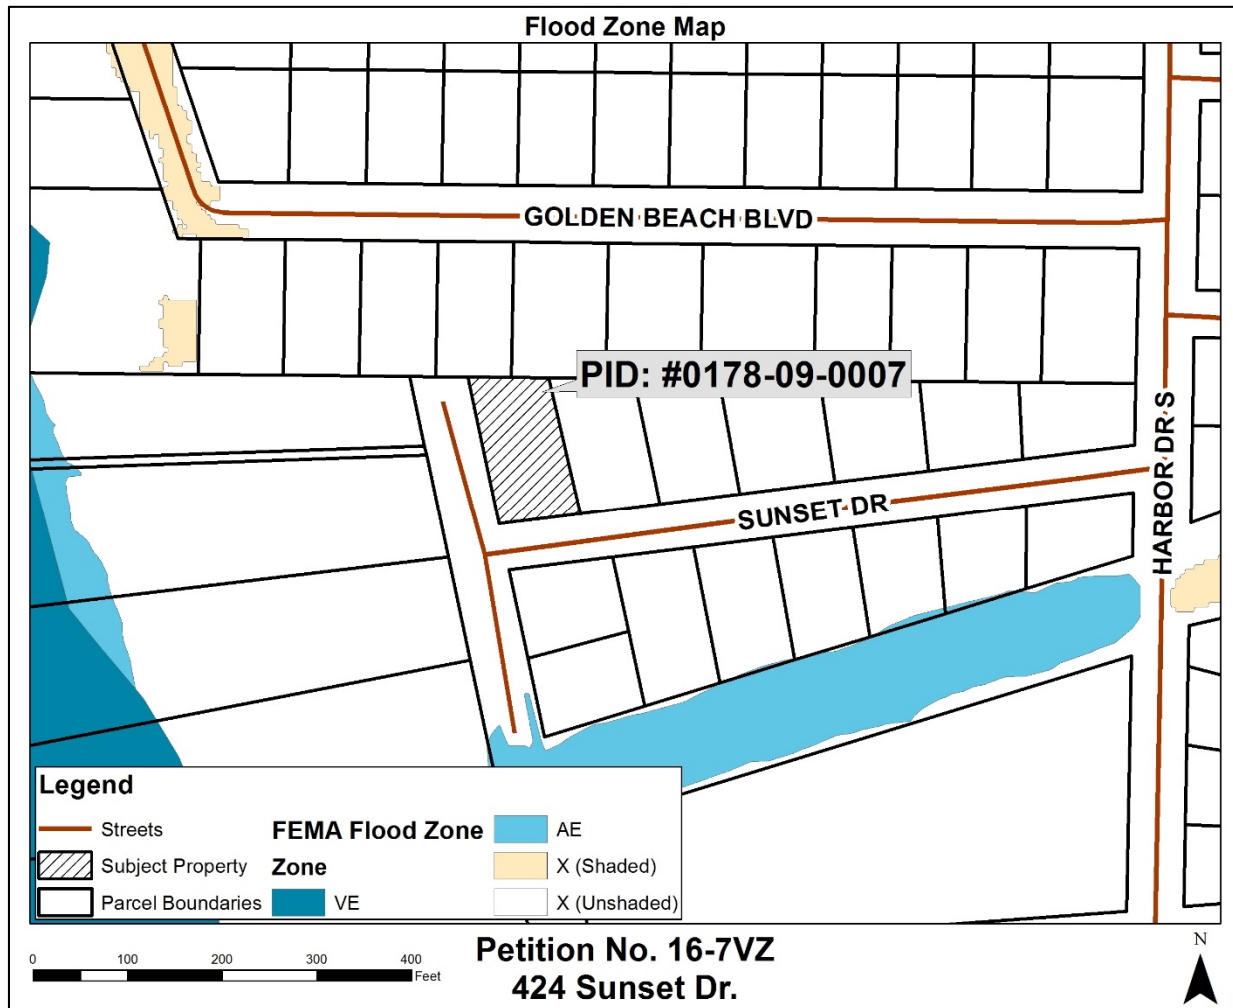 Flood Zone Map
GOLDEN BEACH BLVD
PID: #0178-09-0007
SUNSET DR
HARBOR DR S
Legend
Streets
Subject Property
Parcel Boundaries
FEMA Flood Zone
Zone
VE
AE
X (Shaded)
X (Unshaded)
0 100 200 300 400
Feet
Petition No. 16-7VZ
424 Sunset Dr.
N